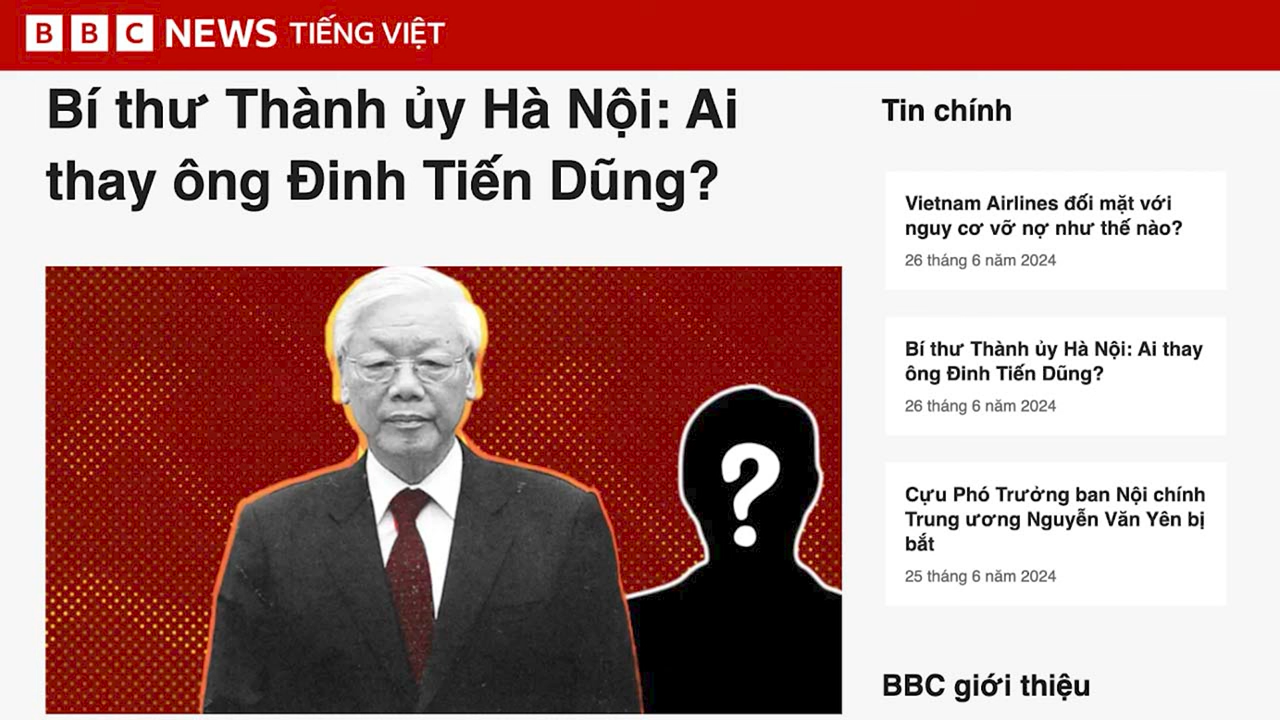 BBC NEWS TIẾNG VIỆT
Bí thư Thành ủy Hà Nội: Ai
thay ông Đinh Tiến Dũng?
?
Tin chính
Vietnam Airlines đối mặt với
nguy cơ vỡ nợ như thế nào?
26 tháng 6 năm 2024
Bí thư Thành ủy Hà Nội: Ai thay
ông Đinh Tiến Dũng?
26 tháng 6 năm 2024
Cựu Phó Trưởng ban Nội chính
Trung ương Nguyễn Văn Yên bị
bắt
25 tháng 6 năm 2024
BBC giới thiệu